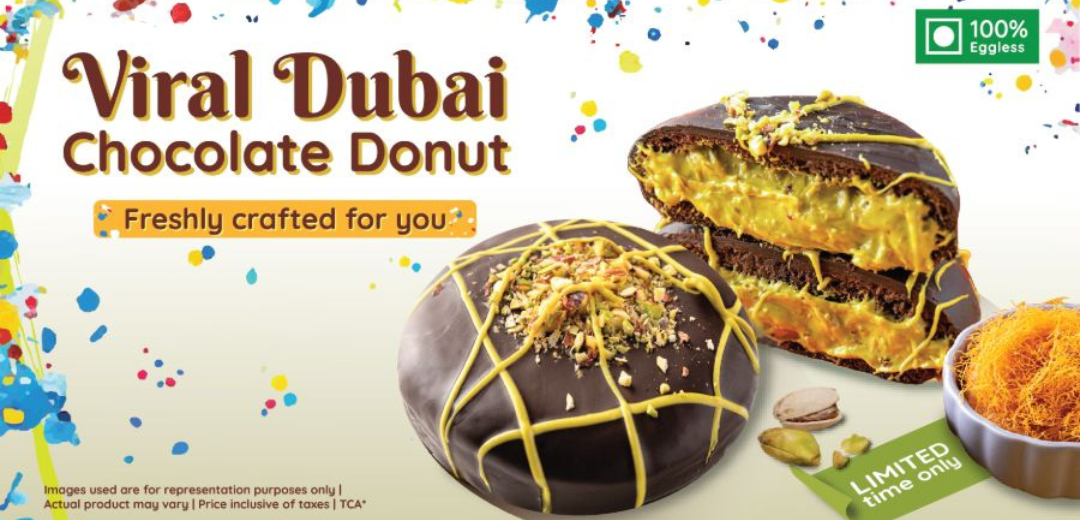 Viral Dubai
Chocolate Donut
Freshly crafted for you
100%
Eggless
LIMITED
time only
Images used are for representation purposes only |
Actual product may vary | Price inclusive of taxes | TCA*